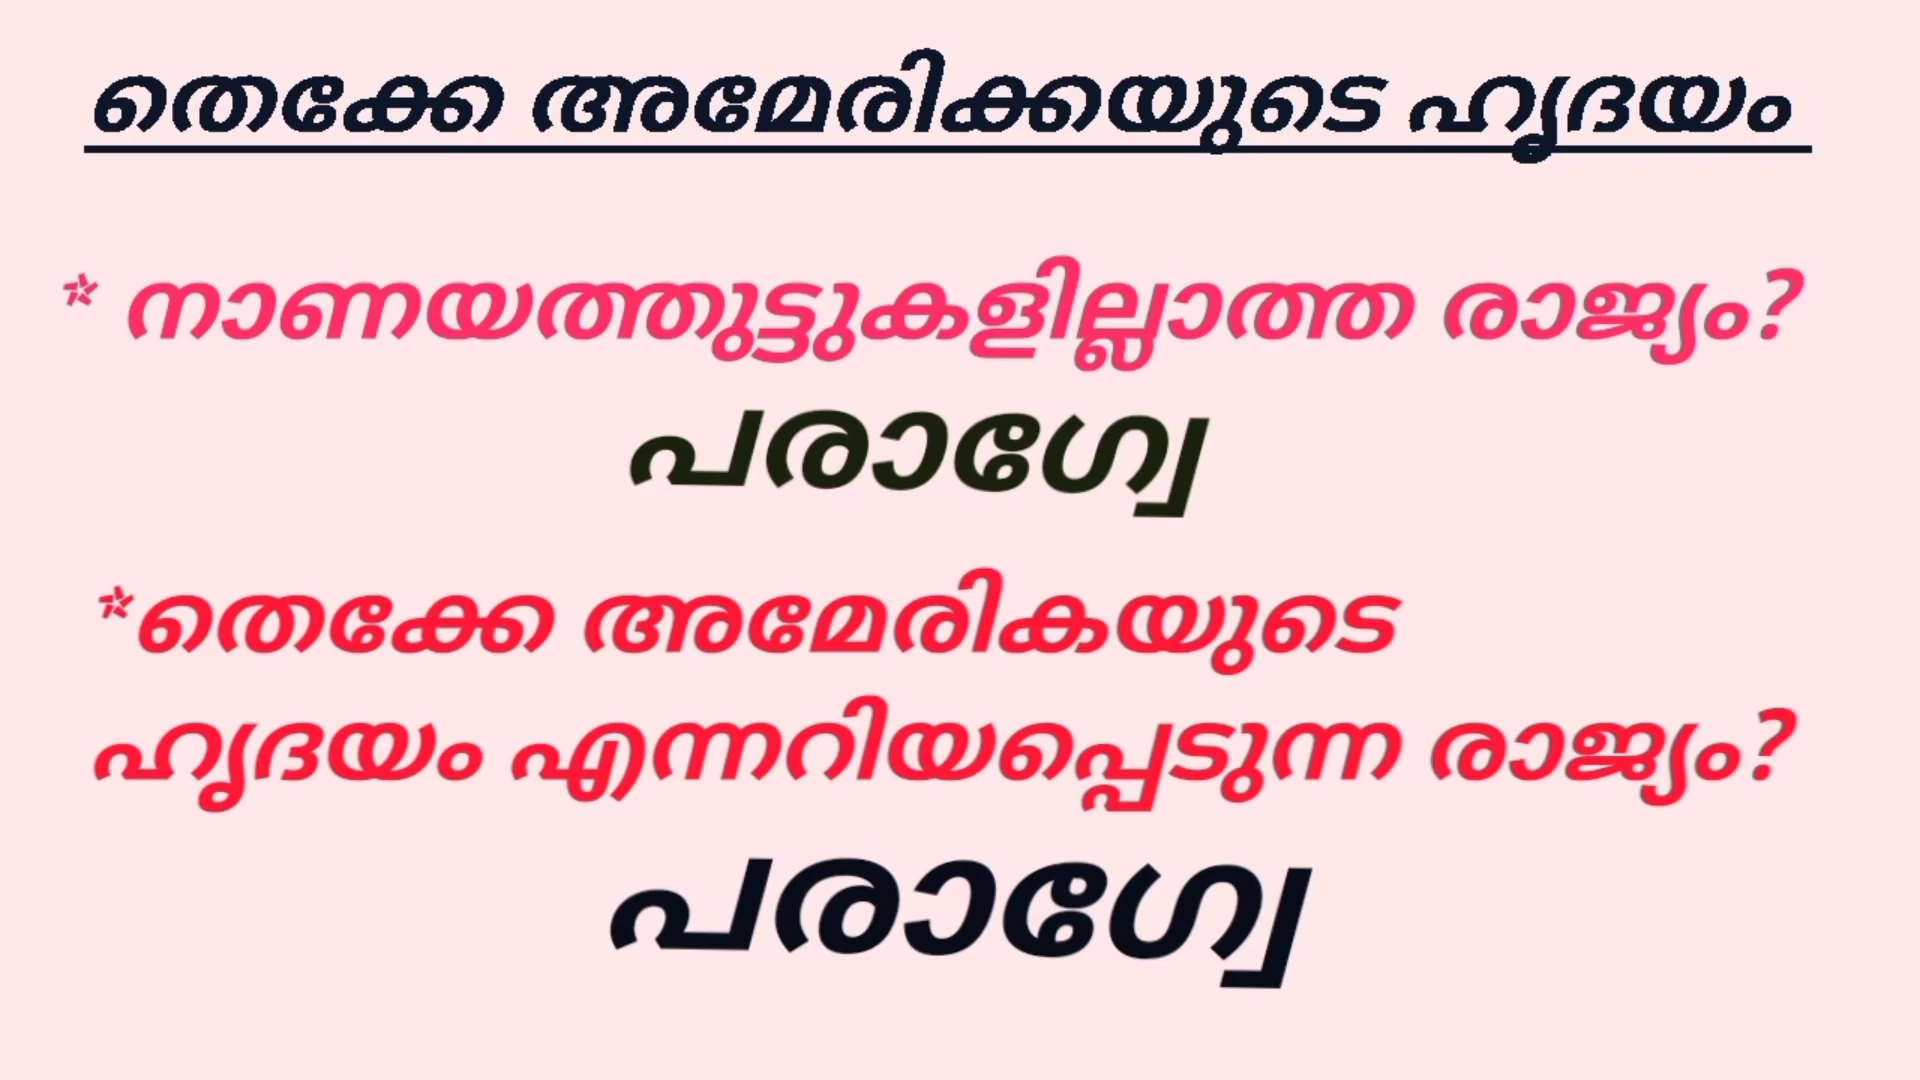 തെക്കേ അമേരിക്കയുടെ ഹൃദയം
* നാണയത്തുട്ടുകളില്ലാത്ത രാജ്യം?
പരാഗ്വേ
*തെക്കേ അമേരികയുടെ
ഹൃദയം എന്നറിയപ്പെടുന്ന രാജ്യം?
പരാഗ്വേ